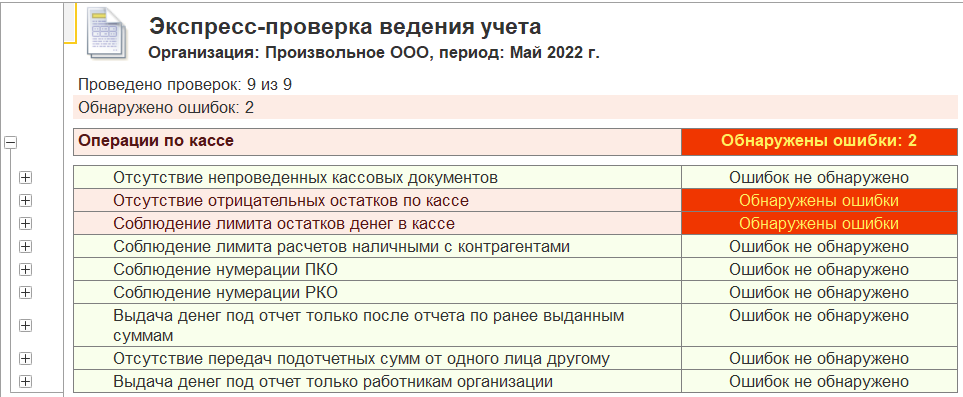 Экспресс-проверка ведения учета
Организация: Произвольное ООО, период: Май 2022 г.
Проведено проверок: 9 из 9
Обнаружено ошибок: 2
Операции по кассе Обнаружены ошибки: 2
Отсутствие непроведенных кассовых документов Ошибок не обнаружено
Отсутствие отрицательных остатков по кассе Обнаружены ошибки
Соблюдение лимита остатков денег в кассе Обнаружены ошибки
Соблюдение лимита расчетов наличными с контрагентами Ошибок не обнаружено
Соблюдение нумерации ПКО Ошибок не обнаружено
Соблюдение нумерации РКО Ошибок не обнаружено
Выдача денег под отчет только после отчета по ранее выданным Ошибок не обнаружено
суммам
Отсутствие передач подотчетных сумм от одного лица другому Ошибок не обнаружено
Выдача денег под отчет только работникам организации Ошибок не обнаружено